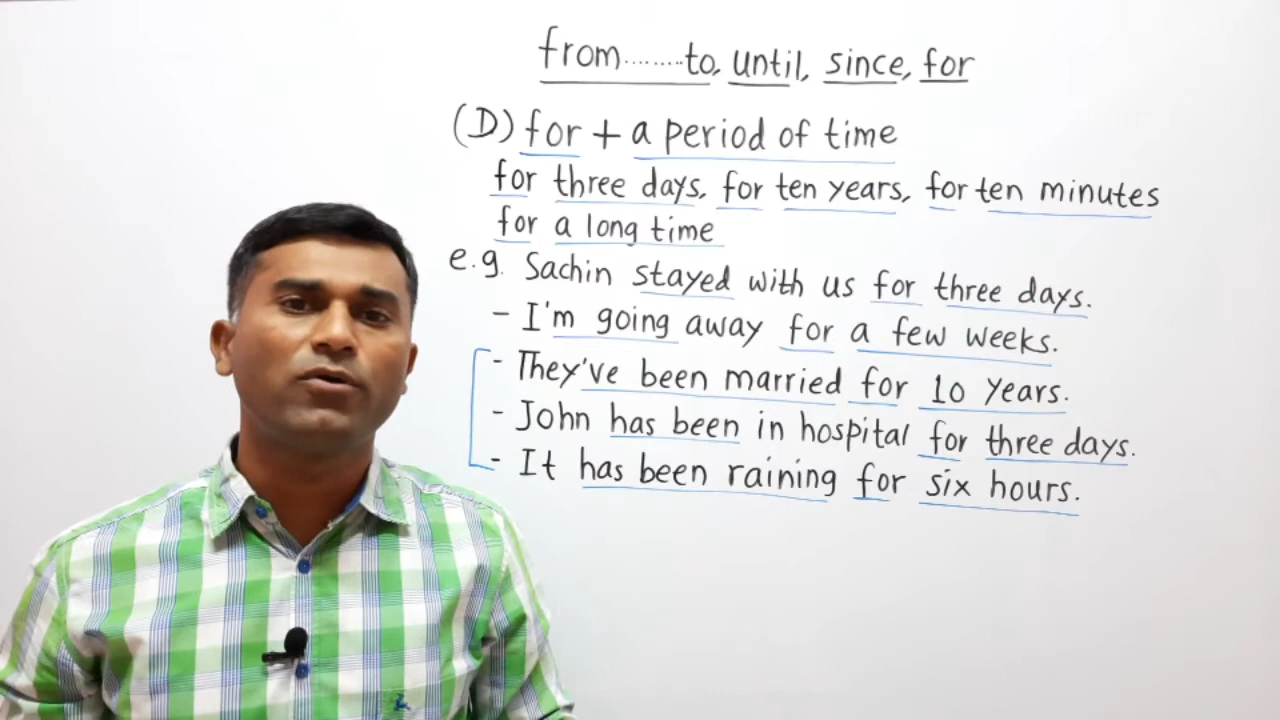 from........to, until, since, for
(D) for + a period of time
for three days, for ten years, for ten minutes
for a long time
e.g. Sachin stayed with us for three days.
- I'm going away for a few weeks.
- They've been married for 10 years.
- John has been in hospital for three days.
- It has been raining for six hours.